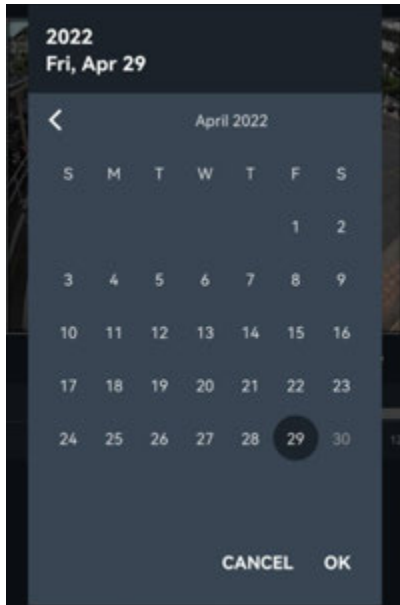 2022
Fri, Apr 29
April 2022
S M T W T F S
1 2
3 4 5 6 7 8 9
10 11 12 13 14 15 16
17 18 19 20 21 22 23
24 25 26 27 28 29 30
CANCEL OK